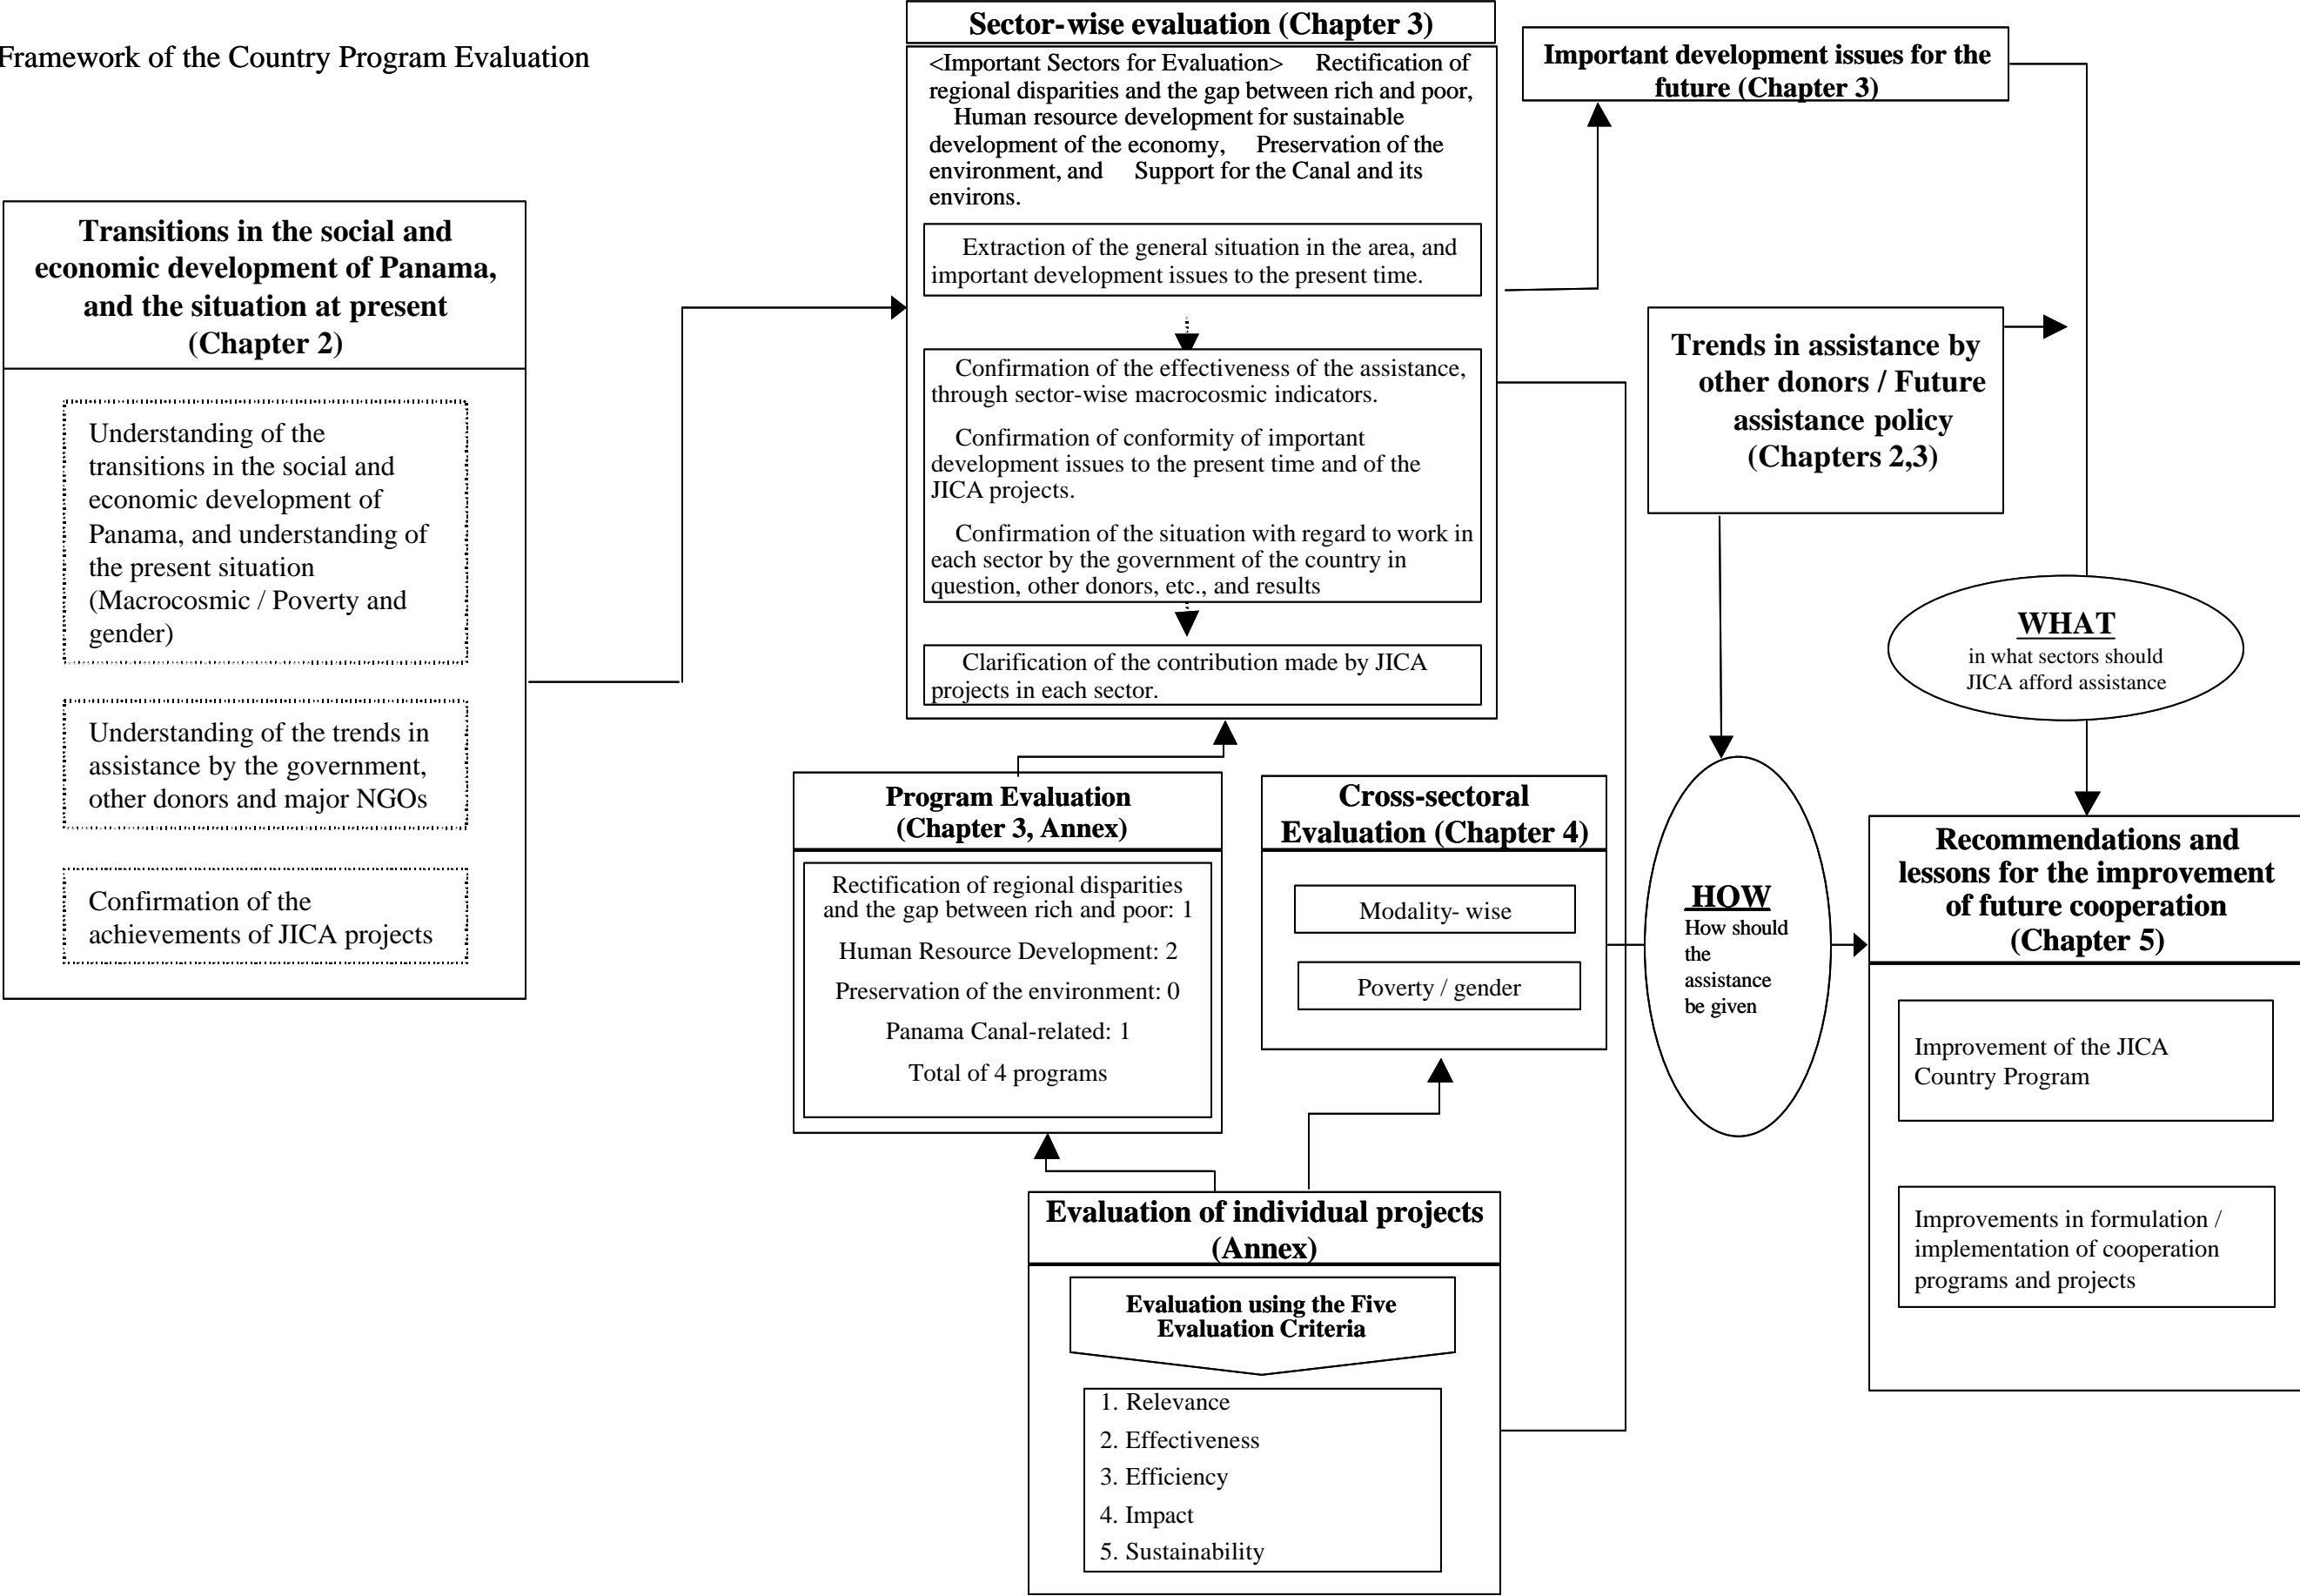 Framework of the Country Program Evaluation
Transitions in the social and
economic development of Panama,
and the situation at present
(Chapter 2)
Understanding of the
transitions in the social and
economic development of
Panama, and understanding of
the present situation
(Macrocosmic / Poverty and
gender)
Understanding of the trends in
assistance by the government,
other donors and major NGOs
Confirmation of the
achievements of JICA projects
Sector-wise evaluation (Chapter 3)
<Important Sectors for Evaluation> Rectification of
regional disparities and the gap between rich and poor,
Human resource development for sustainable
development of the economy, Preservation of the
environment, and Support for the Canal and its
environs.
Extraction of the general situation in the area, and
important development issues to the present time.
Confirmation of the effectiveness of the assistance,
through sector-wise macrocosmic indicators.
Confirmation of conformity of important
development issues to the present time and of the
JICA projects.
Confirmation of the situation with regard to work in
each sector by the government of the country in
question, other donors, etc., and results
Clarification of the contribution made by JICA
projects in each sector.
Program Evaluation
(Chapter 3, Annex)
Rectification of regional disparities
and the gap between rich and poor: 1
Human Resource Development: 2
Preservation of the environment: 0
Panama Canal-related: 1
Total of 4 programs
Cross-sectoral
Evaluation (Chapter 4)
Modality- wise
Poverty / gender
Evaluation of individual projects
(Annex)
Evaluation using the Five
Evaluation Criteria
1. Relevance
2. Effectiveness
3. Efficiency
4. Impact
5. Sustainability
Important development issues for the
future (Chapter 3)
Trends in assistance by
other donors / Future
assistance policy
(Chapters 2,3)
WHAT
in what sectors should
JICA afford assistance
HOW
How should
the
assistance
be given
Recommendations and
lessons for the improvement
of future cooperation
(Chapter 5)
Improvement of the JICA
Country Program
Improvements in formulation /
implementation of cooperation
programs and projects